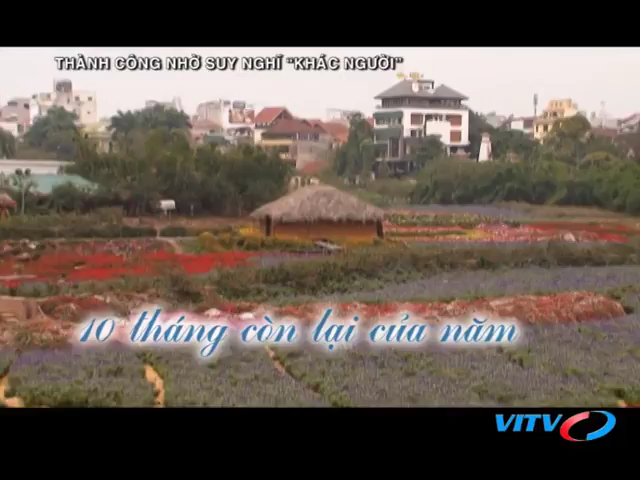 THÀNH CÔNG NHỜ SUY NGHĨ "KHÁC NGƯỜI"
10 tháng còn lại của năm
VITV